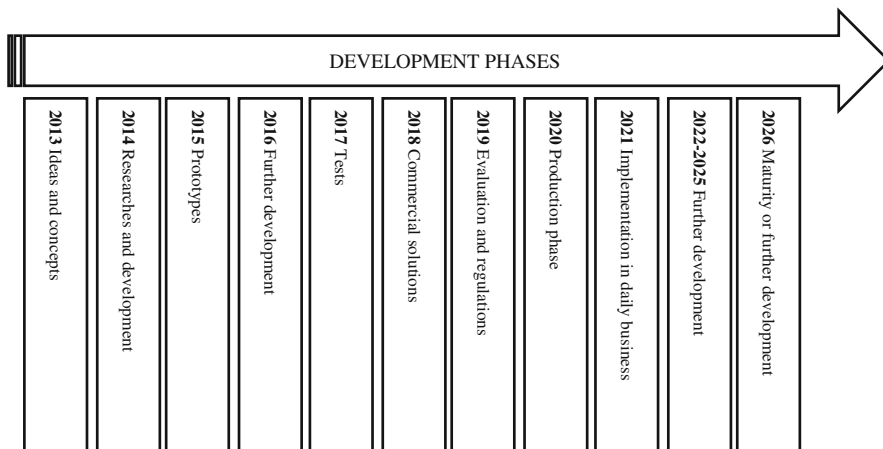 DEVELOPMENT PHASES
2013 Ideas and concepts
2014 Researches and development
2015 Prototypes
2016 Further development
2017 Tests
2018 Commercial solutions
2019 Evaluation and regulations
2020 Production phase
2021 Implementation in daily business
2022-2025 Further development
2026 Maturity or further development